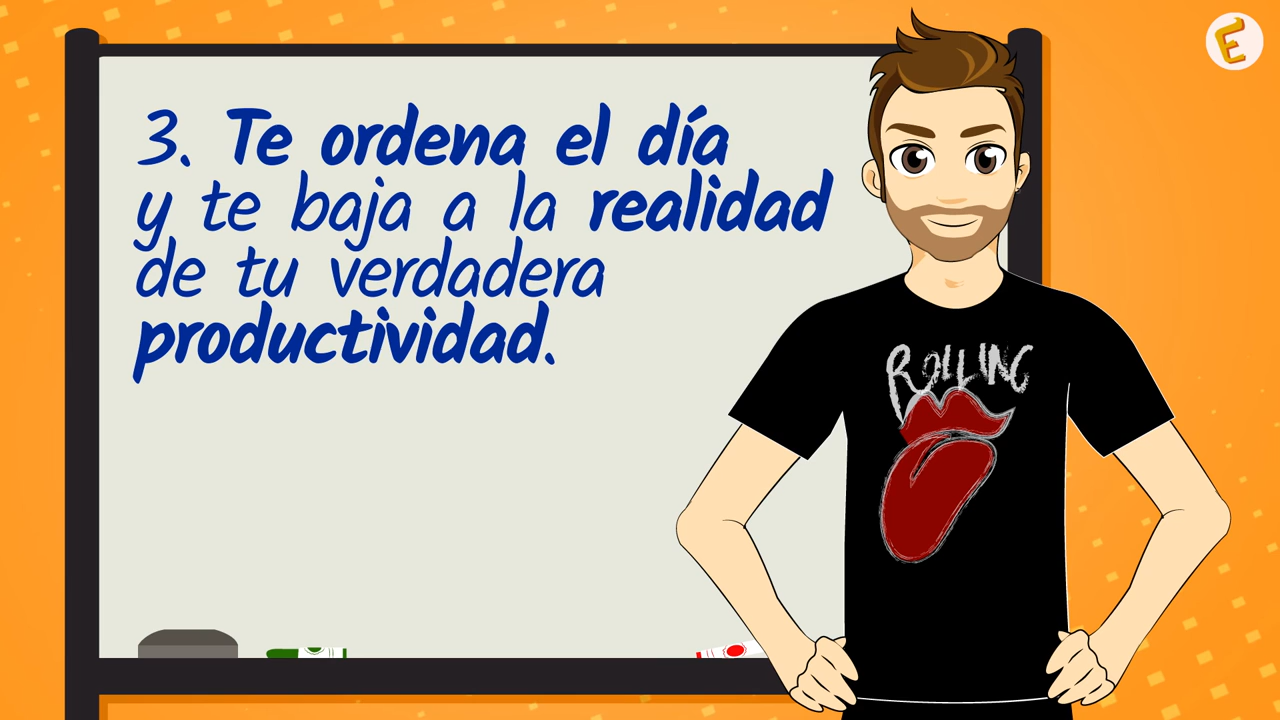 3. Te ordena el día
y te baja a la realidad
de tu verdadera
productividad.
ROLLING
E